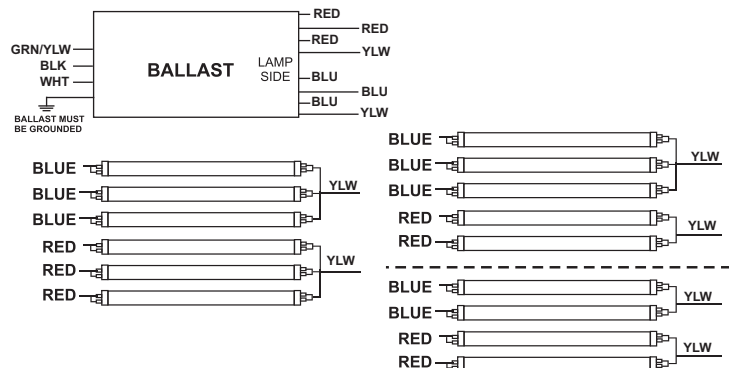 RED
RED
RED
YLW
GRN/YLW
BLK
WHT
BALLAST
LAMP
SIDE
BLU
BLU
BLU
YLW
BALLAST MUST
BE GROUNDED
BLUE
BLUE
BLUE
YLW
RED
RED
RED
YLW
BLUE
BLUE
BLUE
YLW
RED
RED
YLW
BLUE
BLUE
YLW
RED
RED
YLW